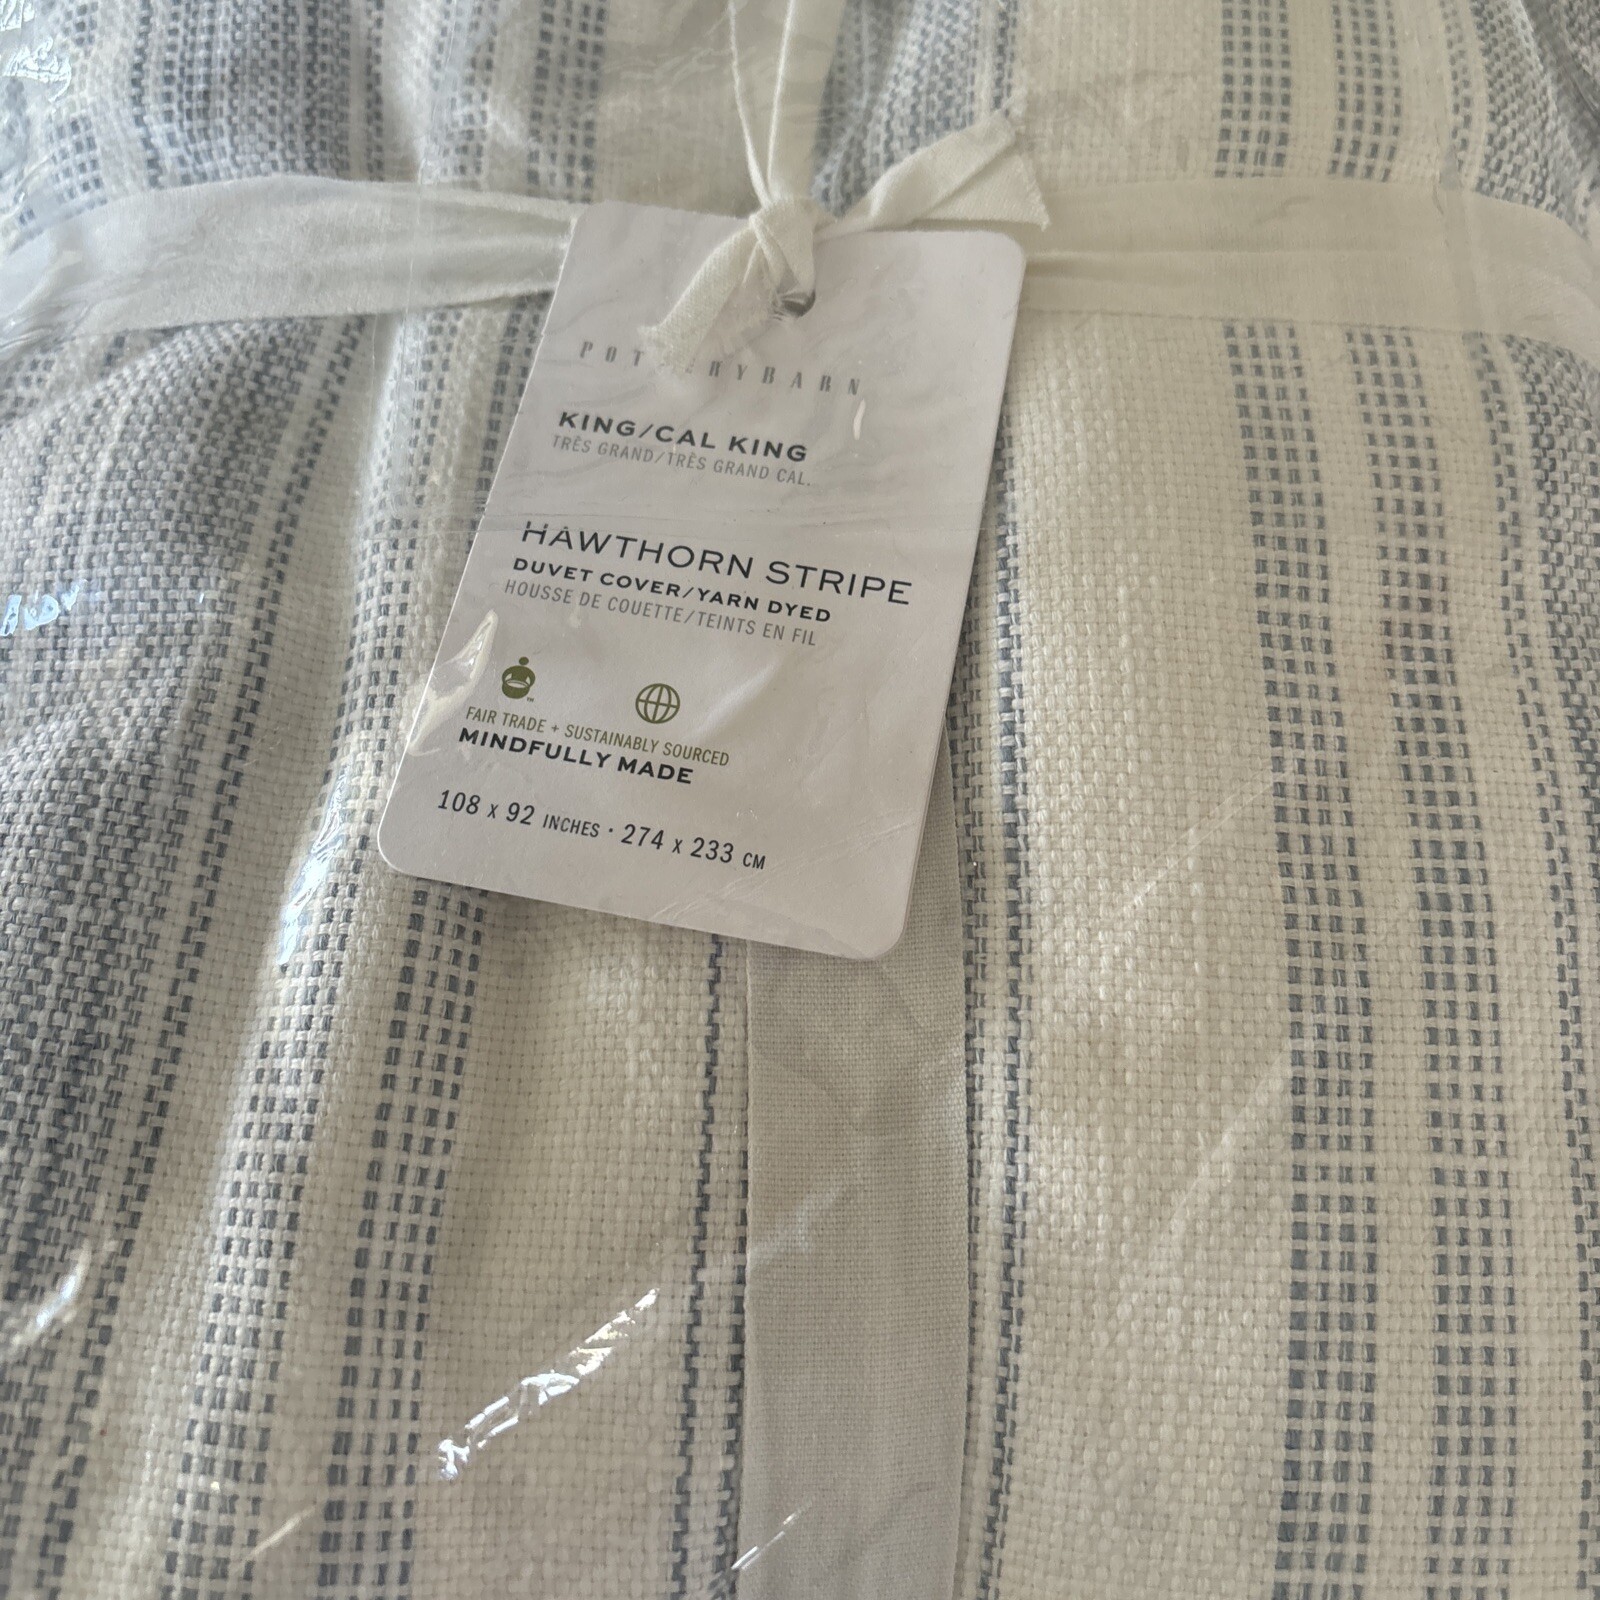 POTTERYBARN
KING/CAL KING
TRÈS GRAND/TRÈS GRAND CAL.
HAWTHORN STRIPE
DUVET COVER/YARN DYED
HOUSSE DE COUETTE/TEINTS EN FIL
FAIR TRADE + SUSTAINABLY SOURCED
MINDFULLY MADE
108 x 92 INCHES · 274 x 233 CM